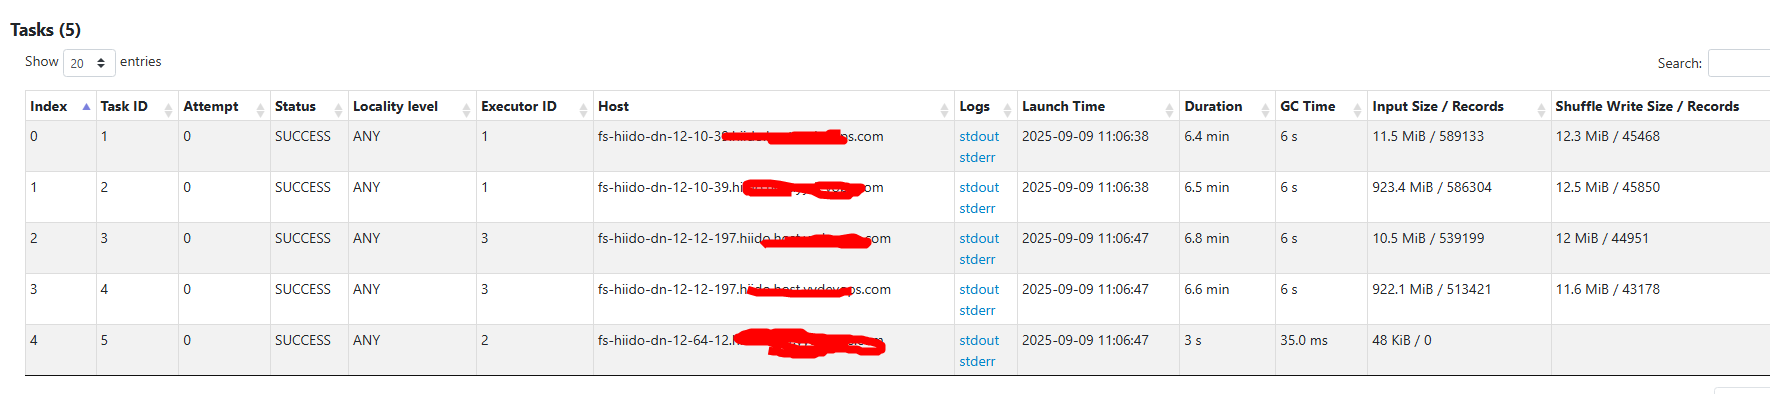 Tasks (5)
Show 20 entries
Search:
Index Task ID Attempt Status Locality level Executor ID Host Logs Launch Time Duration GC Time Input Size / Records Shuffle Write Size / Records
0 1 0 SUCCESS ANY 1 fs-hiido-dn-12-10- s.com stdout 2025-09-09 11:06:38 6.4 min 6 s 11.5 MiB / 589133 12.3 MiB / 45468
stderr
1 2 0 SUCCESS ANY 1 fs-hiido-dn-12-10-39.hi om stdout 2025-09-09 11:06:38 6.5 min 6 s 923.4 MiB / 586304 12.5 MiB / 45850
stderr
2 3 0 SUCCESS ANY 3 fs-hiido-dn-12-12-197.hiido com stdout 2025-09-09 11:06:47 6.8 min 6 s 10.5 MiB / 539199 12 MiB / 44951
stderr
3 4 0 SUCCESS ANY 3 fs-hiido-dn-12-12-197. .com stdout 2025-09-09 11:06:47 6.6 min 6 s 922.1 MiB / 513421 11.6 MiB / 43178
stderr
4 5 0 SUCCESS ANY 2 fs-hiido-dn-12-64-12. stdout 2025-09-09 11:06:47 3 s 35.0 ms 48 KiB / 0
stderr